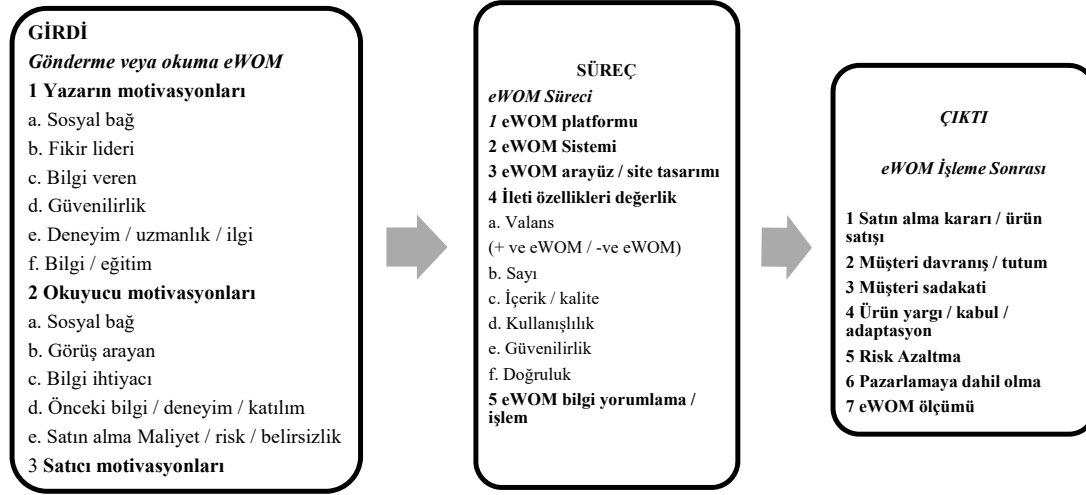 GİRDİ
Gönderme veya okuma eWOM
1 Yazarın motivasyonları
a. Sosyal bağ
b. Fikir lideri
c. Bilgi veren
d. Güvenilirlik
e. Deneyim / uzmanlık / ilgi
f. Bilgi / eğitim
2 Okuyucu motivasyonları
a. Sosyal bağ
b. Görüş arayan
c. Bilgi ihtiyacı
d. Önceki bilgi / deneyim / katılım
e. Satın alma Maliyet / risk / belirsizlik
3 Satıcı motivasyonları
SÜREÇ
eWOM Süreci
1 eWOM platformu
2 eWOM Sistemi
3 eWOM arayüz / site tasarımı
4 İleti özellikleri değerlik
a. Valans
(+ ve eWOM / -ve eWOM)
b. Sayı
c. İçerik / kalite
d. Kullanışlılık
e. Güvenilirlik
f. Doğruluk
5 eWOM bilgi yorumlama /
işlem
ÇIKTI
eWOM İşleme Sonrası
1 Satın alma kararı / ürün
satışı
2 Müşteri davranış / tutum
3 Müşteri sadakati
4 Ürün yargı / kabul /
adaptasyon
5 Risk Azaltma
6 Pazarlamaya dahil olma
7 eWOM ölçümü